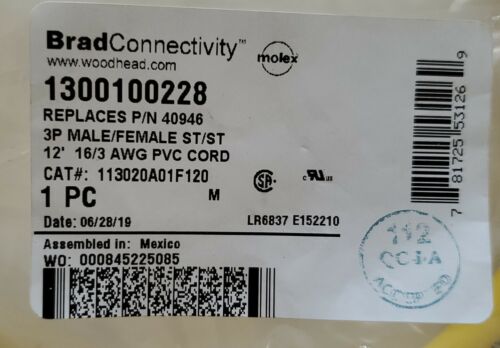 BradConnectivity™
molex
www.woodhead.com
1300100228
REPLACES P/N 40946
3P MALE/FEMALE ST/ST
12' 16/3 AWG PVC CORD
CAT#: 113020A01F120
1 PC
M
Date: 06/28/19
LR6837 E152210
Assembled in: Mexico
WO: 000845225085
7 81725 53126 9
112
ACCEPTED